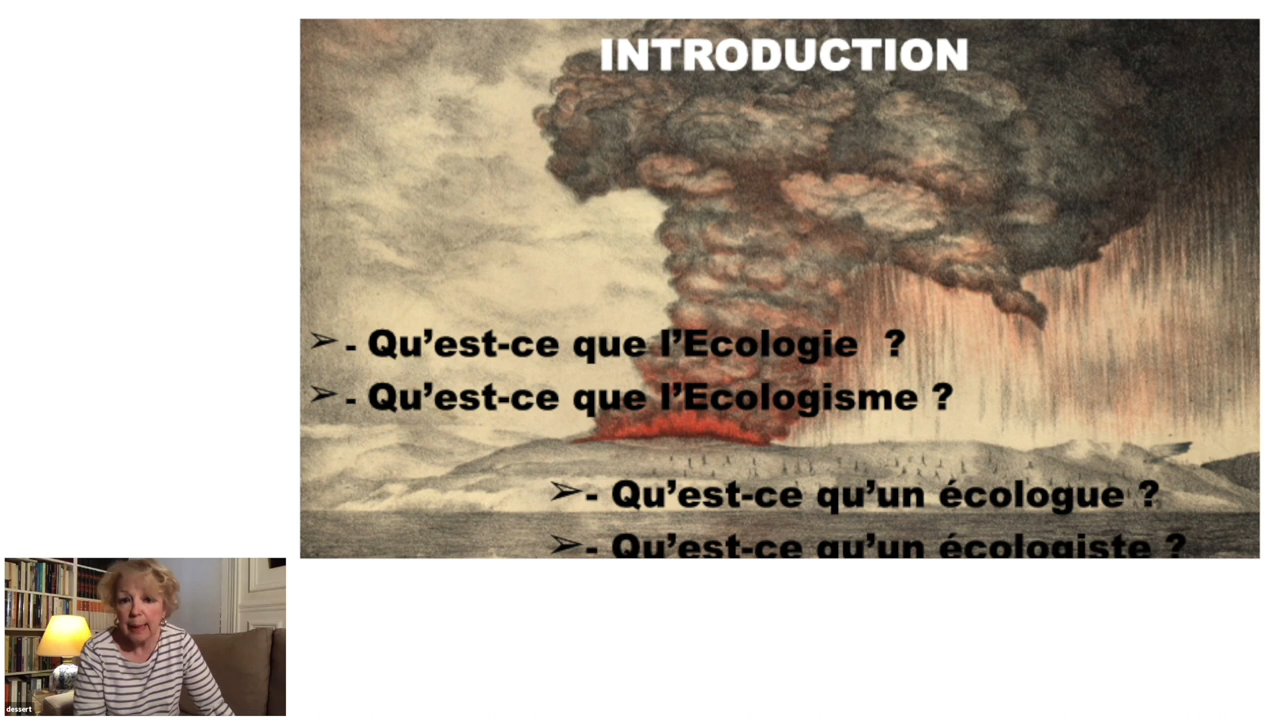 INTRODUCTION
➢ - Qu’est-ce que l’Ecologie ?
➢ - Qu’est-ce que l’Ecologisme ?
➢ - Qu’est-ce qu’un écologue ?
➢ - Qu’est-ce qu’un écologiste ?
dessert